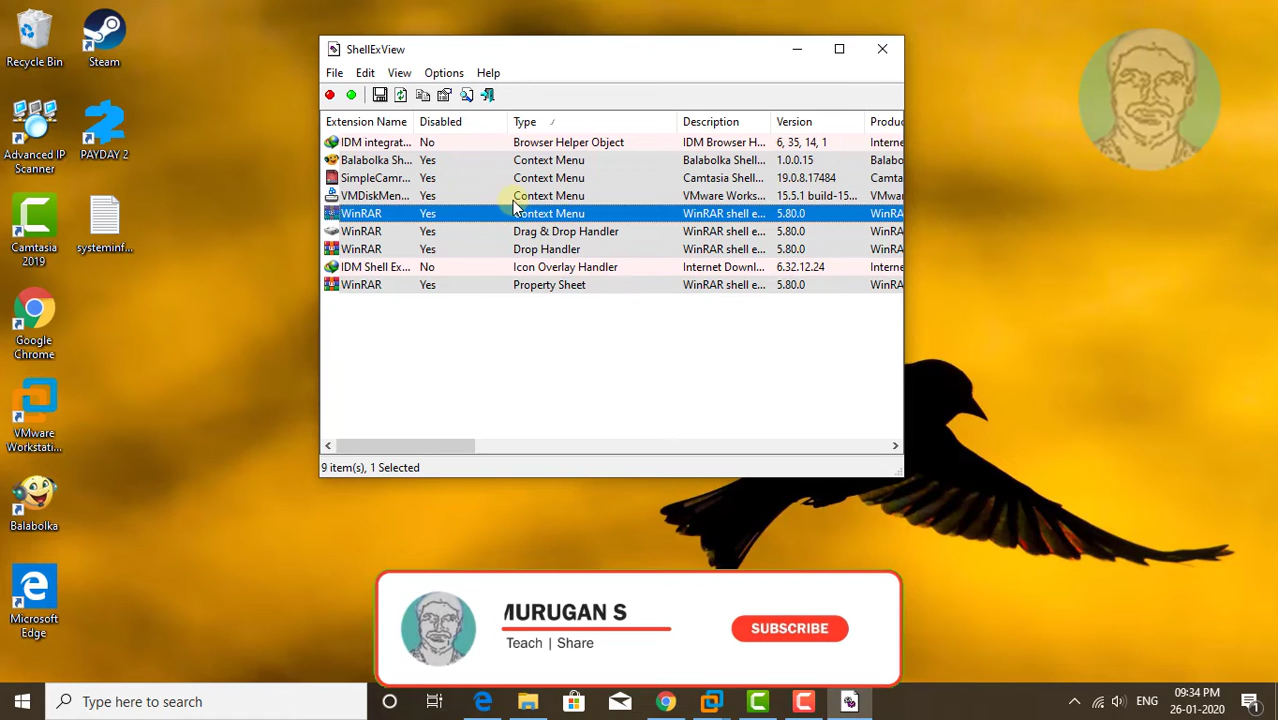 Recycle Bin
Steam
Advanced IP
Scanner
PAYDAY 2
Camtasia
2019
systeminfo
Google
Chrome
VMware
Workstati...
Balabolka
Microsoft
Edge
ShellExView
File Edit View Options Help
Extension Name Disabled Type Description Version Produc
IDM integrat... No Browser Helper Object IDM Browser H... 6, 35, 14, 1 Interne
Balabolka Sh... Yes Context Menu Balabolka Shell... 1.0.0.15 Balabo
SimpleCamr... Yes Context Menu Camtasia Shell... 19.0.8.17484 Camta
VMDiskMen... Yes Context Menu VMware Works... 15.5.1 build-15... VMwa
WinRAR Yes Context Menu WinRAR shell e... 5.80.0 WinRA
WinRAR Yes Drag & Drop Handler WinRAR shell e... 5.80.0 WinRA
WinRAR Yes Drop Handler WinRAR shell e... 5.80.0 WinRA
IDM Shell Ex... No Icon Overlay Handler Internet Downl... 6.32.12.24 Interne
WinRAR Yes Property Sheet WinRAR shell e... 5.80.0 WinRA
9 item(s), 1 Selected
MURUGAN S
Teach | Share
SUBSCRIBE
Type here to search
ENG
09:34 PM
26-01-2020
1